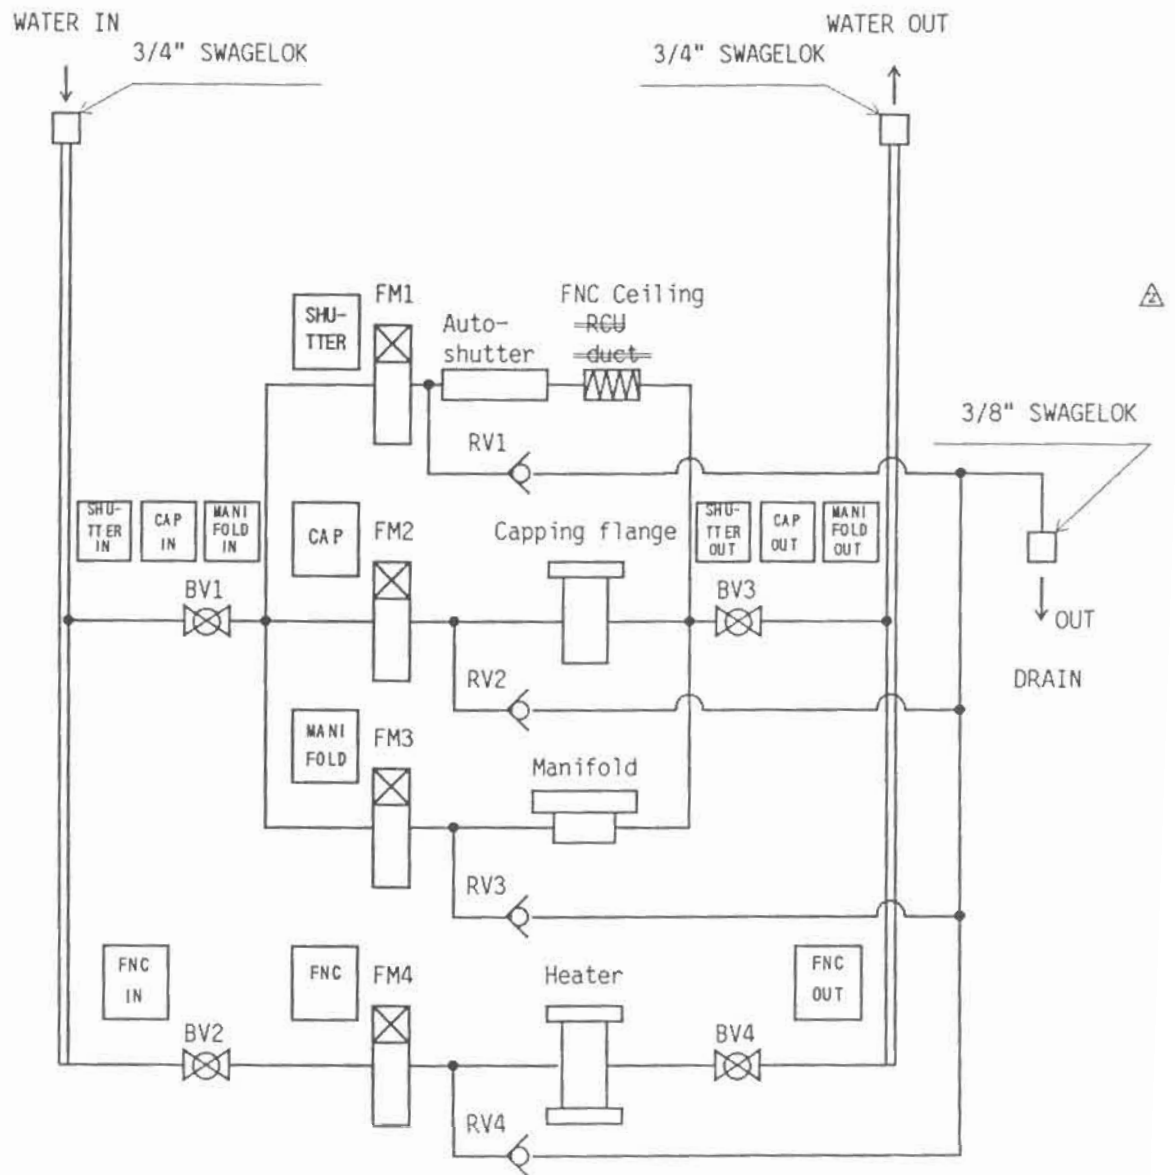 WATER IN
3/4" SWAGELOK
WATER OUT
3/4" SWAGELOK
SHU-
TTER
FM1
Auto-
shutter
FNC Ceiling
RCU
duct
2
3/8" SWAGELOK
RV1
SHU-
TTER
IN
CAP
IN
MANI
FOLD
IN
CAP
FM2
Capping flange
SHU-
TTER
OUT
CAP
OUT
MANI
FOLD
OUT
BV1
BV3
OUT
DRAIN
RV2
MANI
FOLD
FM3
Manifold
RV3
FNC
IN
FNC
FM4
Heater
FNC
OUT
BV2
BV4
RV4